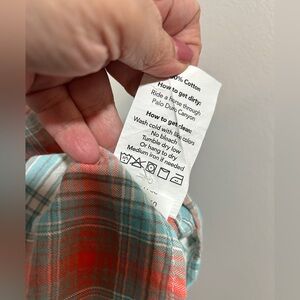 % Cotton
How to get dirty:
Ride a horse through
Palo Duro Canyon
How to get clean:
Wash cold with like colors
No bleach
Tumble dry low
Or hang to dry
Medium iron if needed